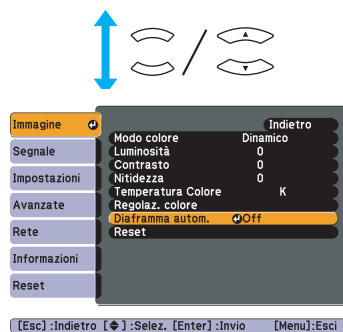 Immagine
Segnale
Impostazioni
Avanzate
Rete
Informazioni
Reset
Indietro
Modo colore Dinamico
Luminosità 0
Contrasto 0
Nitidezza 0
Temperatura Colore K
Regolaz. colore
Diaframma autom. Off
Reset
[Esc] :Indietro [ ] :Selez. [Enter] :Invio [Menu]:Esci